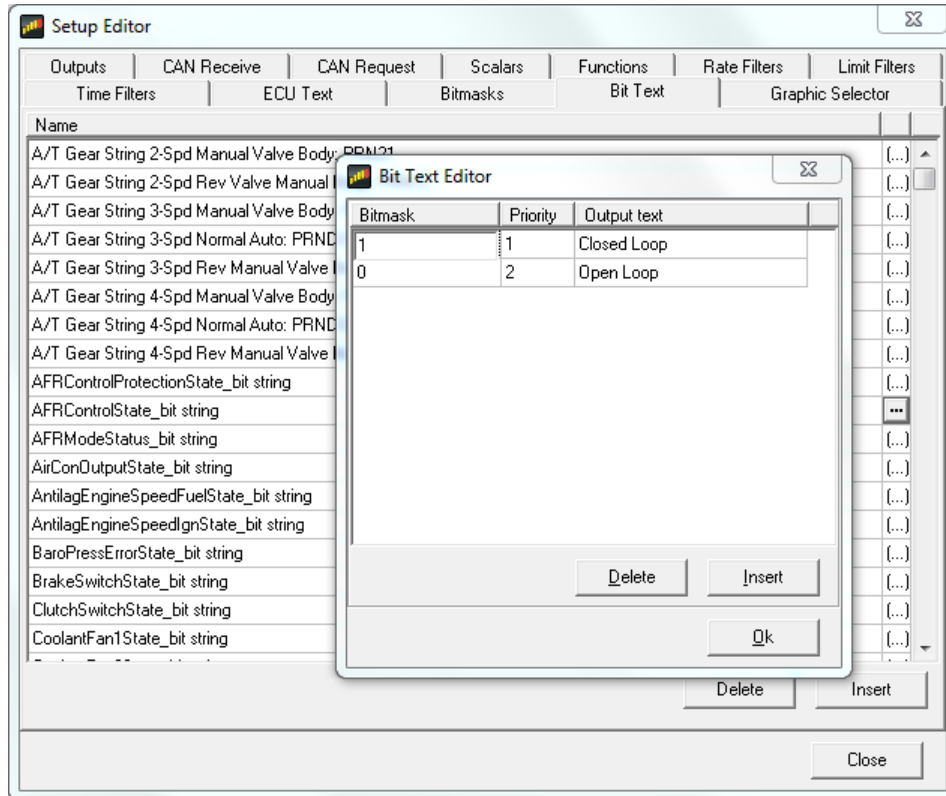 Setup Editor
Outputs CAN Receive CAN Request Scalars Functions Rate Filters Limit Filters
Time Filters ECU Text Bitmasks Bit Text Graphic Selector
Name
A/T Gear String 2-Spd Manual Valve Body: PRN21 (...)
A/T Gear String 2-Spd Rev Valve Manual (...)
A/T Gear String 3-Spd Manual Valve Body (...)
A/T Gear String 3-Spd Normal Auto: PRND (...)
A/T Gear String 3-Spd Rev Manual Valve (...)
A/T Gear String 4-Spd Manual Valve Body (...)
A/T Gear String 4-Spd Normal Auto: PRND (...)
A/T Gear String 4-Spd Rev Manual Valve (...)
AFRControlProtectionState_bit string (...)
AFRControlState_bit string ...
AFRModeStatus_bit string (...)
AirConOutputState_bit string (...)
AntilagEngineSpeedFuelState_bit string (...)
AntilagEngineSpeedIgnState_bit string (...)
BaroPressErrorState_bit string (...)
BrakeSwitchState_bit string (...)
ClutchSwitchState_bit string (...)
CoolantFan1State_bit string (...)
Delete Insert
Close
Bit Text Editor
Bitmask Priority Output text
1 1 Closed Loop
0 2 Open Loop
Delete Insert
Ok